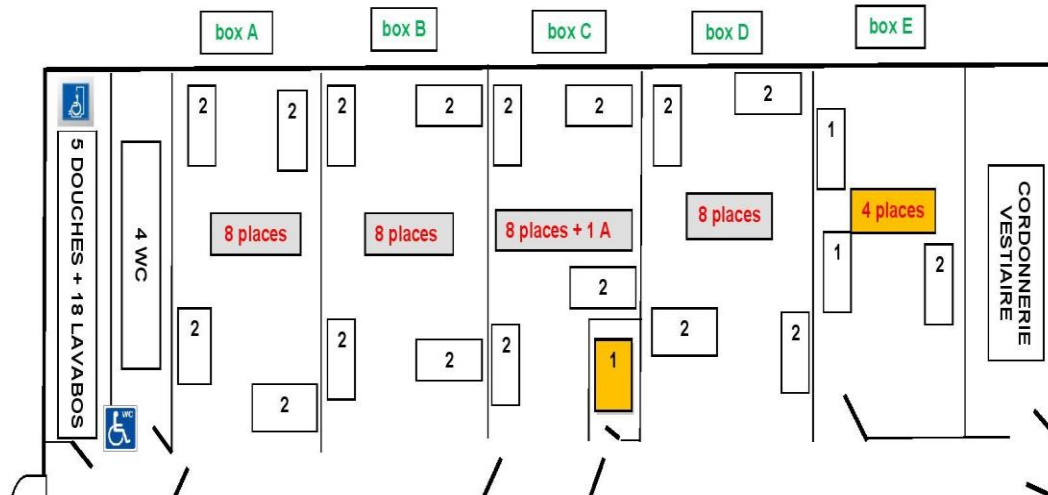 box A
box B
box C
box D
box E
5 DOUCHES + 18 LAVABOS
4 WC
2
2
8 places
2
2
2
2
8 places
2
2
2
2
8 places + 1 A
2
2
1
2
2
8 places
2
2
1
4 places
1
2
CORDONNERIE
VESTIAIRE
WC